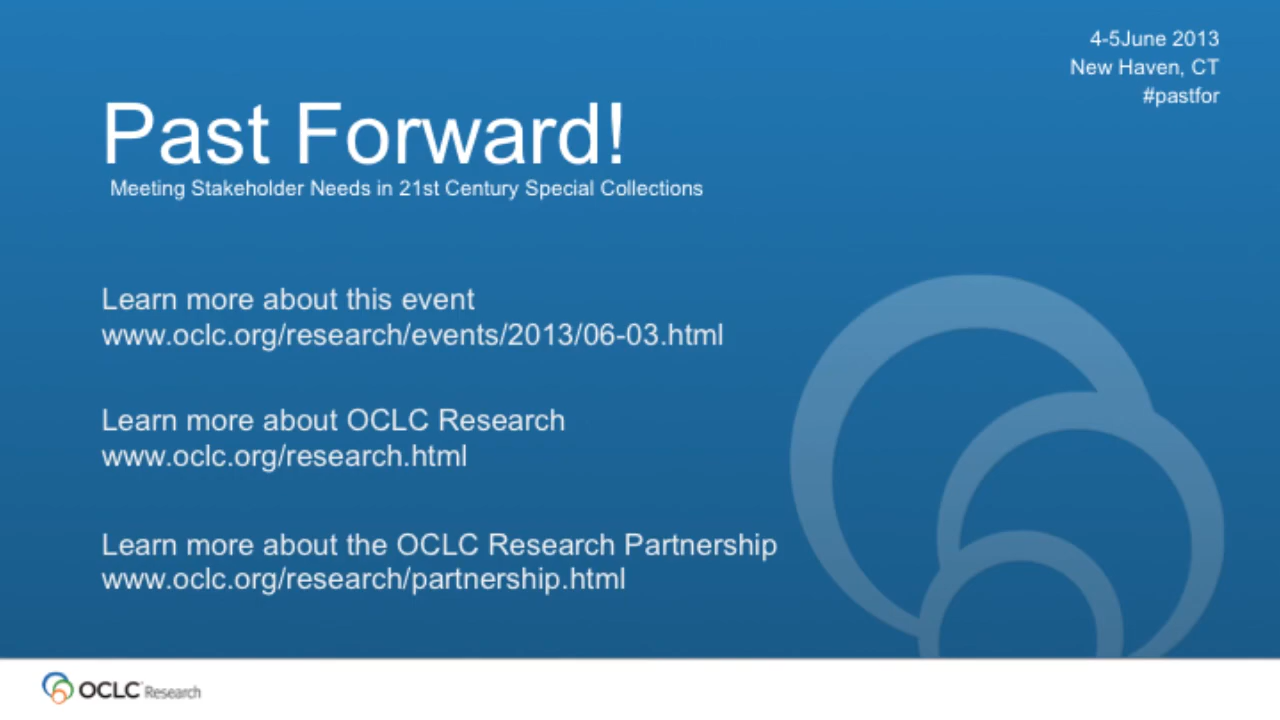 4-5June 2013
New Haven, CT
#pastfor
Past Forward!
Meeting Stakeholder Needs in 21st Century Special Collections
Learn more about this event
www.oclc.org/research/events/2013/06-03.html
Learn more about OCLC Research
www.oclc.org/research.html
Learn more about the OCLC Research Partnership
www.oclc.org/research/partnership.html
OCLC Research